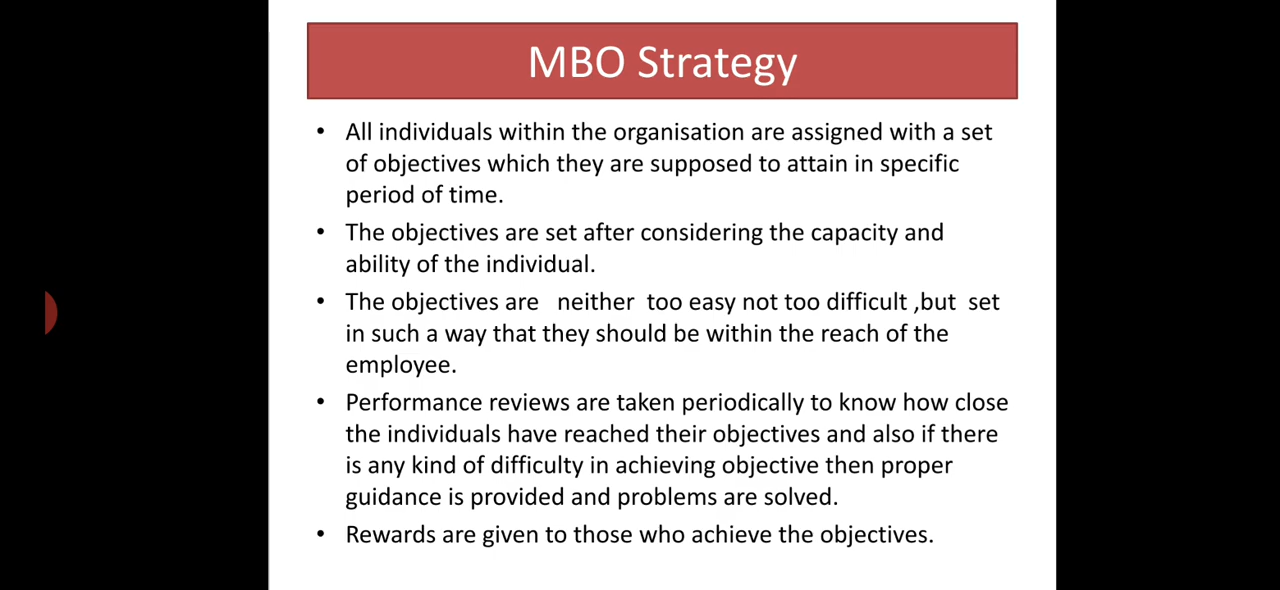 MBO Strategy
• All individuals within the organisation are assigned with a set
of objectives which they are supposed to attain in specific
period of time.
• The objectives are set after considering the capacity and
ability of the individual.
• The objectives are neither too easy not too difficult ,but set
in such a way that they should be within the reach of the
employee.
• Performance reviews are taken periodically to know how close
the individuals have reached their objectives and also if there
is any kind of difficulty in achieving objective then proper
guidance is provided and problems are solved.
• Rewards are given to those who achieve the objectives.